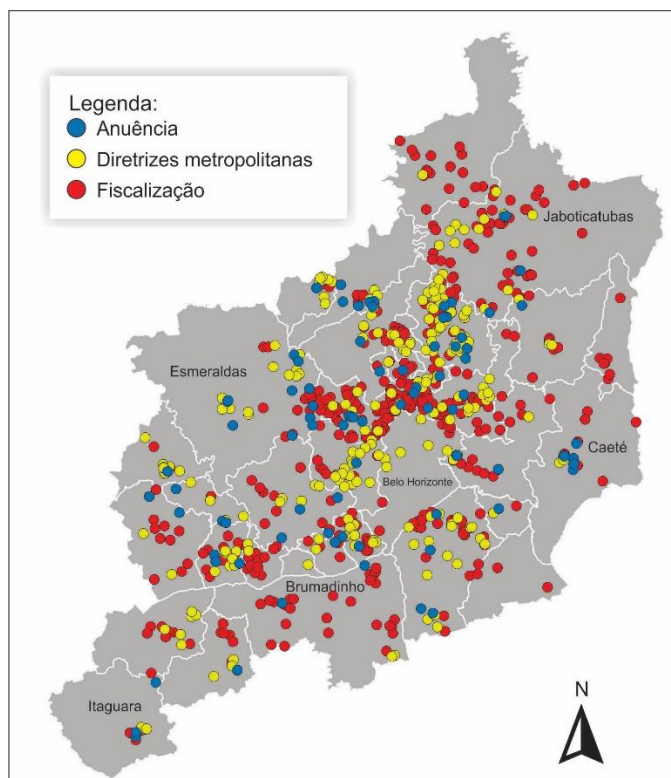 Legenda:
Anuência
Diretrizes metropolitanas
Fiscalização
Jaboticatubas
Esmeraldas
Caeté
Belo Horizonte
Brumadinho
Itaguara
N